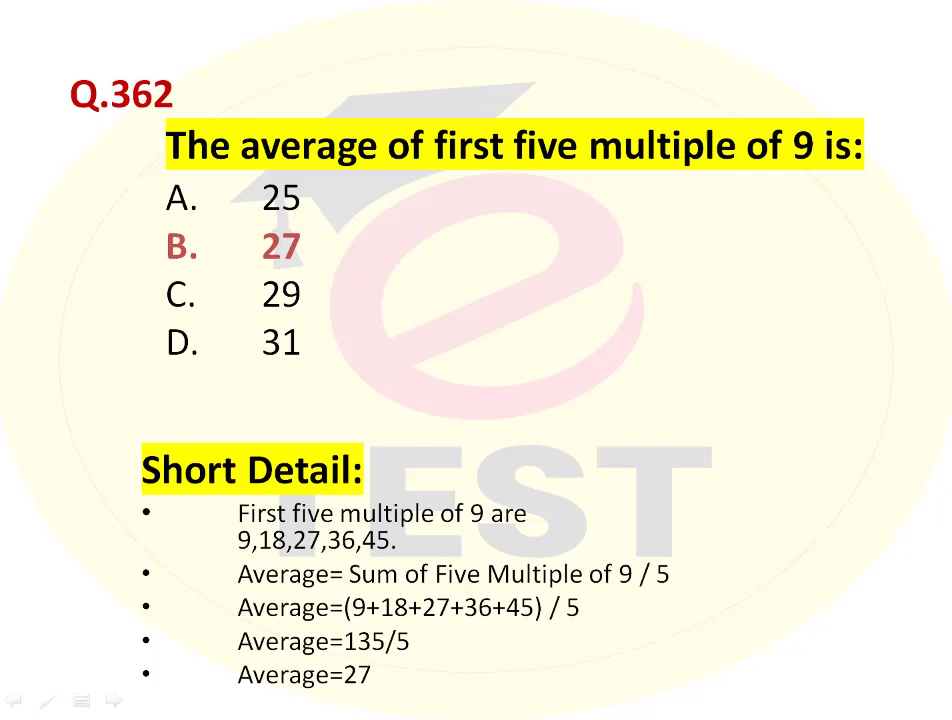 Q.362
The average of first five multiple of 9 is:
A. 25
B. 27
C. 29
D. 31
Short Detail:
• First five multiple of 9 are
9,18,27,36,45.
• Average= Sum of Five Multiple of 9 / 5
• Average=(9+18+27+36+45) / 5
• Average=135/5
• Average=27
e
TEST